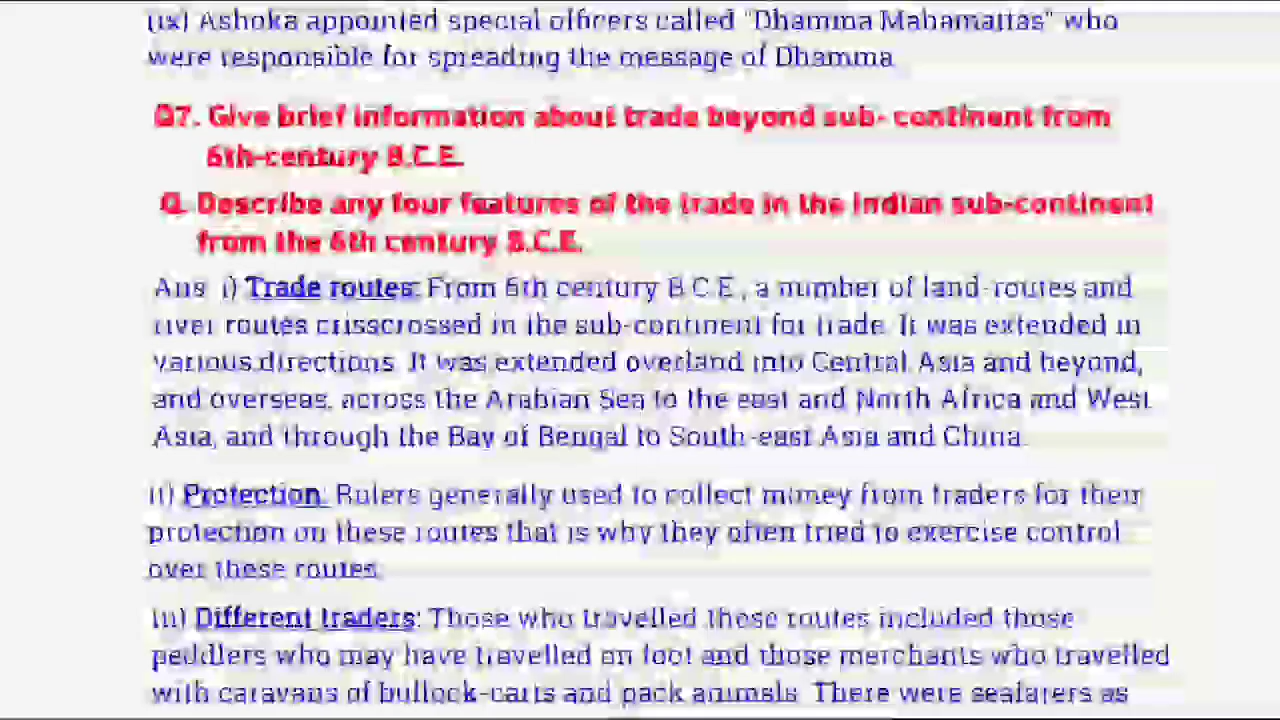 (ix) Ashoka appointed special officers called "Dhamma Mahamattas" who
were responsible for spreading the message of Dhamma.
Q7. Give brief information about trade beyond sub- continent from
6th-century B.C.E.
Q. Describe any four features of the trade in the Indian sub-continent
from the 6th century B.C.E.
Ans i) Trade routes: From 6th century B.C.E., a number of land-routes and
river routes crisscrossed in the sub-continent for trade. It was extended in
various directions. It was extended overland into Central Asia and beyond,
and overseas, across the Arabian Sea to the east and North Africa and West
Asia, and through the Bay of Bengal to South-east Asia and China.
ii) Protection: Rulers generally used to collect money from traders for their
protection on these routes that is why they often tried to exercise control
over these routes.
iii) Different traders: Those who travelled these routes included those
peddlers who may have travelled on foot and those merchants who travelled
with caravans of bullock-carts and pack animals. There were seafarers as